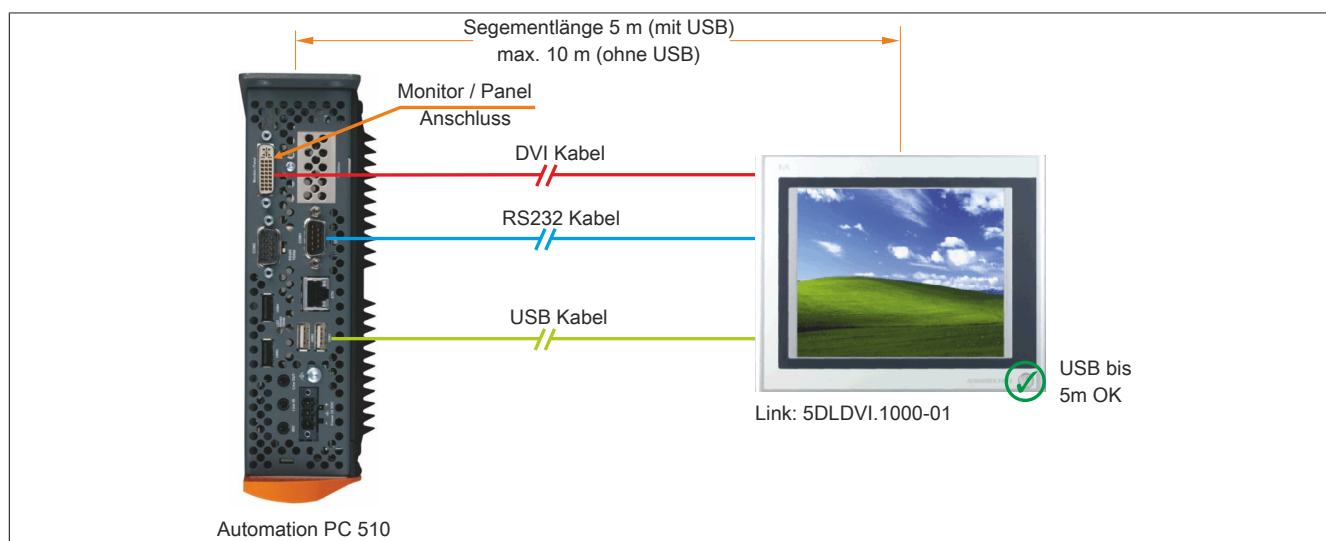 Segementlänge 5 m (mit USB)
max. 10 m (ohne USB)
Monitor / Panel
Anschluss
DVI Kabel
RS232 Kabel
USB Kabel
USB bis
5m OK
Link: 5DLDVI.1000-01
Automation PC 510